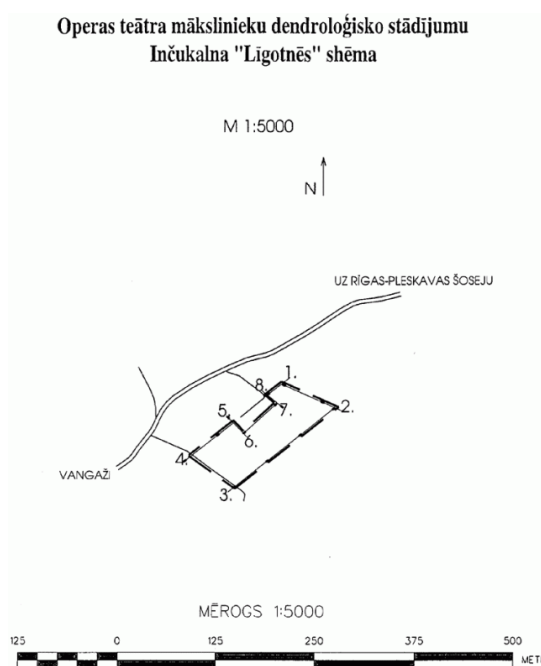 Operas teātra mākslinieku dendroloģisko stādījumu
Inčukalna "Līgotnēs" shēma
M 1:5000
N
UZ RĪGAS-PLESKAVAS ŠOSEJU
1.
8.
2.
7.
5.
6.
4.
VANGAŽI
3.
MĒROGS 1:5000
125 0 125 250 375 500
MET